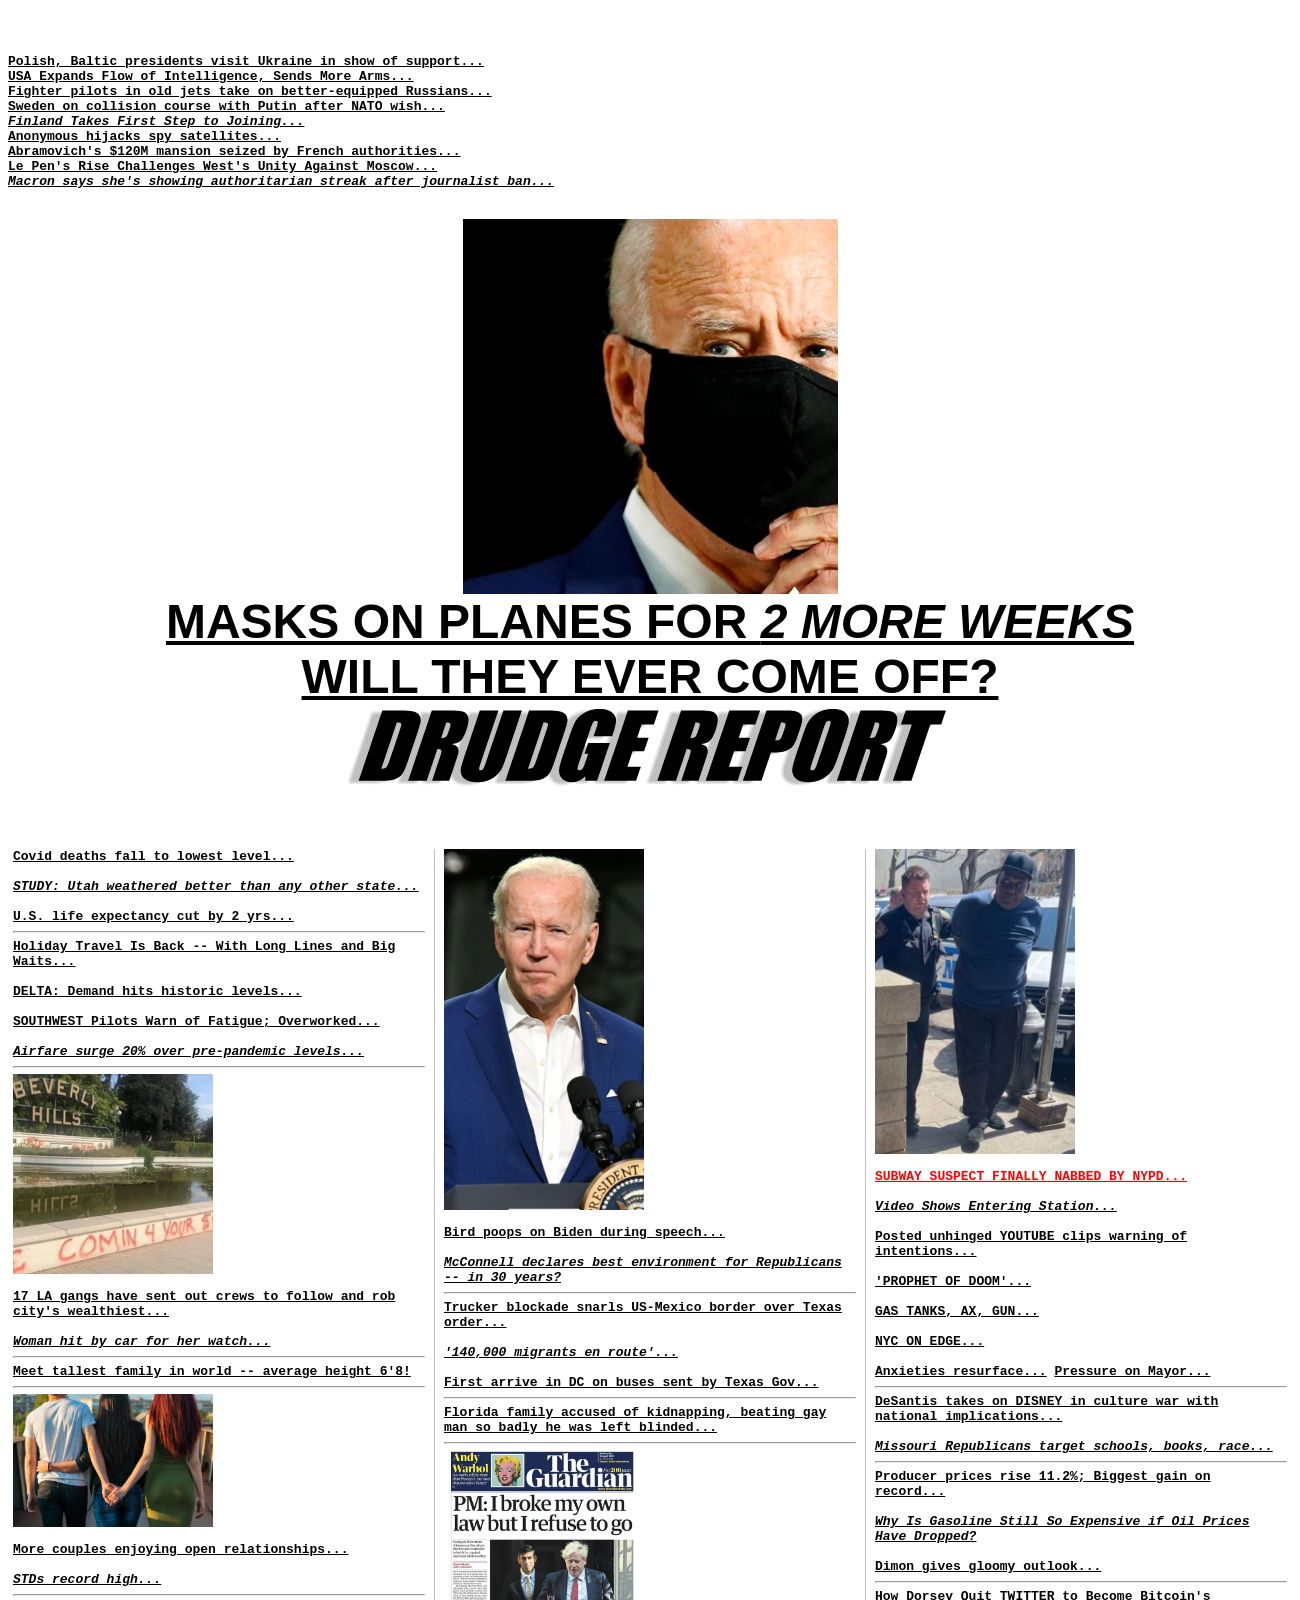 Polish, Baltic presidents visit Ukraine in show of support...
USA Expands Flow of Intelligence, Sends More Arms...
Fighter pilots in old jets take on better-equipped Russians...
Sweden on collision course with Putin after NATO wish...
Finland Takes First Step to Joining...
Anonymous hijacks spy satellites...
Abramovich's $120M mansion seized by French authorities...
Le Pen's Rise Challenges West's Unity Against Moscow...
Macron says she's showing authoritarian streak after journalist ban...
MASKS ON PLANES FOR 2 MORE WEEKS
WILL THEY EVER COME OFF?
DRUDGE REPORT
Covid deaths fall to lowest level...
STUDY: Utah weathered better than any other state...
U.S. life expectancy cut by 2 yrs...
Holiday Travel Is Back -- With Long Lines and Big
Waits...
DELTA: Demand hits historic levels...
SOUTHWEST Pilots Warn of Fatigue; Overworked...
Airfare surge 20% over pre-pandemic levels...
BEVERLY
HILLS
COMIN 4 YOUR $
17 LA gangs have sent out crews to follow and rob
city's wealthiest...
Woman hit by car for her watch...
Meet tallest family in world -- average height 6'8!
More couples enjoying open relationships...
STDs record high...
PRESIDENT
Bird poops on Biden during speech...
McConnell declares best environment for Republicans
-- in 30 years?
Trucker blockade snarls US-Mexico border over Texas
order...
'140,000 migrants en route'...
First arrive in DC on buses sent by Texas Gov...
Florida family accused of kidnapping, beating gay
man so badly he was left blinded...
Andy
Warhol
The
Guardian
PM: I broke my own
law but I refuse to go
SUBWAY SUSPECT FINALLY NABBED BY NYPD...
Video Shows Entering Station...
Posted unhinged YOUTUBE clips warning of
intentions...
'PROPHET OF DOOM'...
GAS TANKS, AX, GUN...
NYC ON EDGE...
Anxieties resurface... Pressure on Mayor...
DeSantis takes on DISNEY in culture war with
national implications...
Missouri Republicans target schools, books, race...
Producer prices rise 11.2%; Biggest gain on
record...
Why Is Gasoline Still So Expensive if Oil Prices
Have Dropped?
Dimon gives gloomy outlook...
How Dorsey Quit TWITTER to Become Bitcoin's